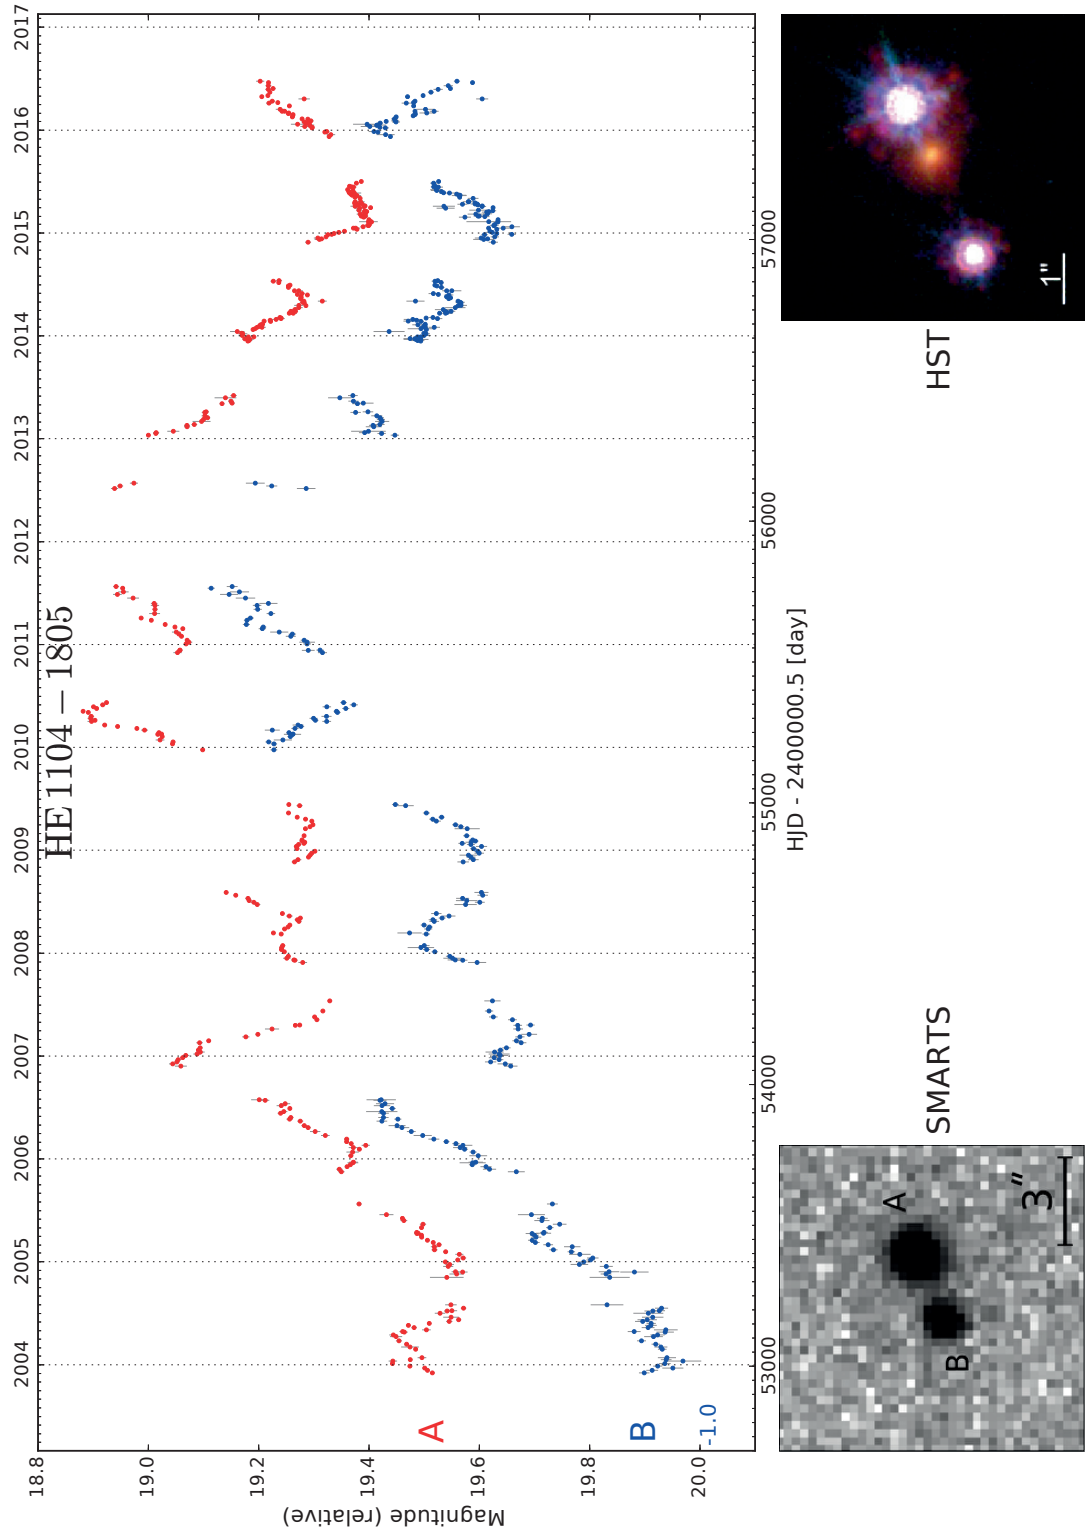 HE 1104 − 1805
2004 2005 2006 2007 2008 2009 2010 2011 2012 2013 2014 2015 2016 2017
Magnitude (relative)
18.8
19.0
19.2
19.4
19.6
19.8
20.0
A
B
-1.0
53000 54000 55000 56000 57000
HJD - 2400000.5 [day]
A
B
3"
SMARTS
HST
1"